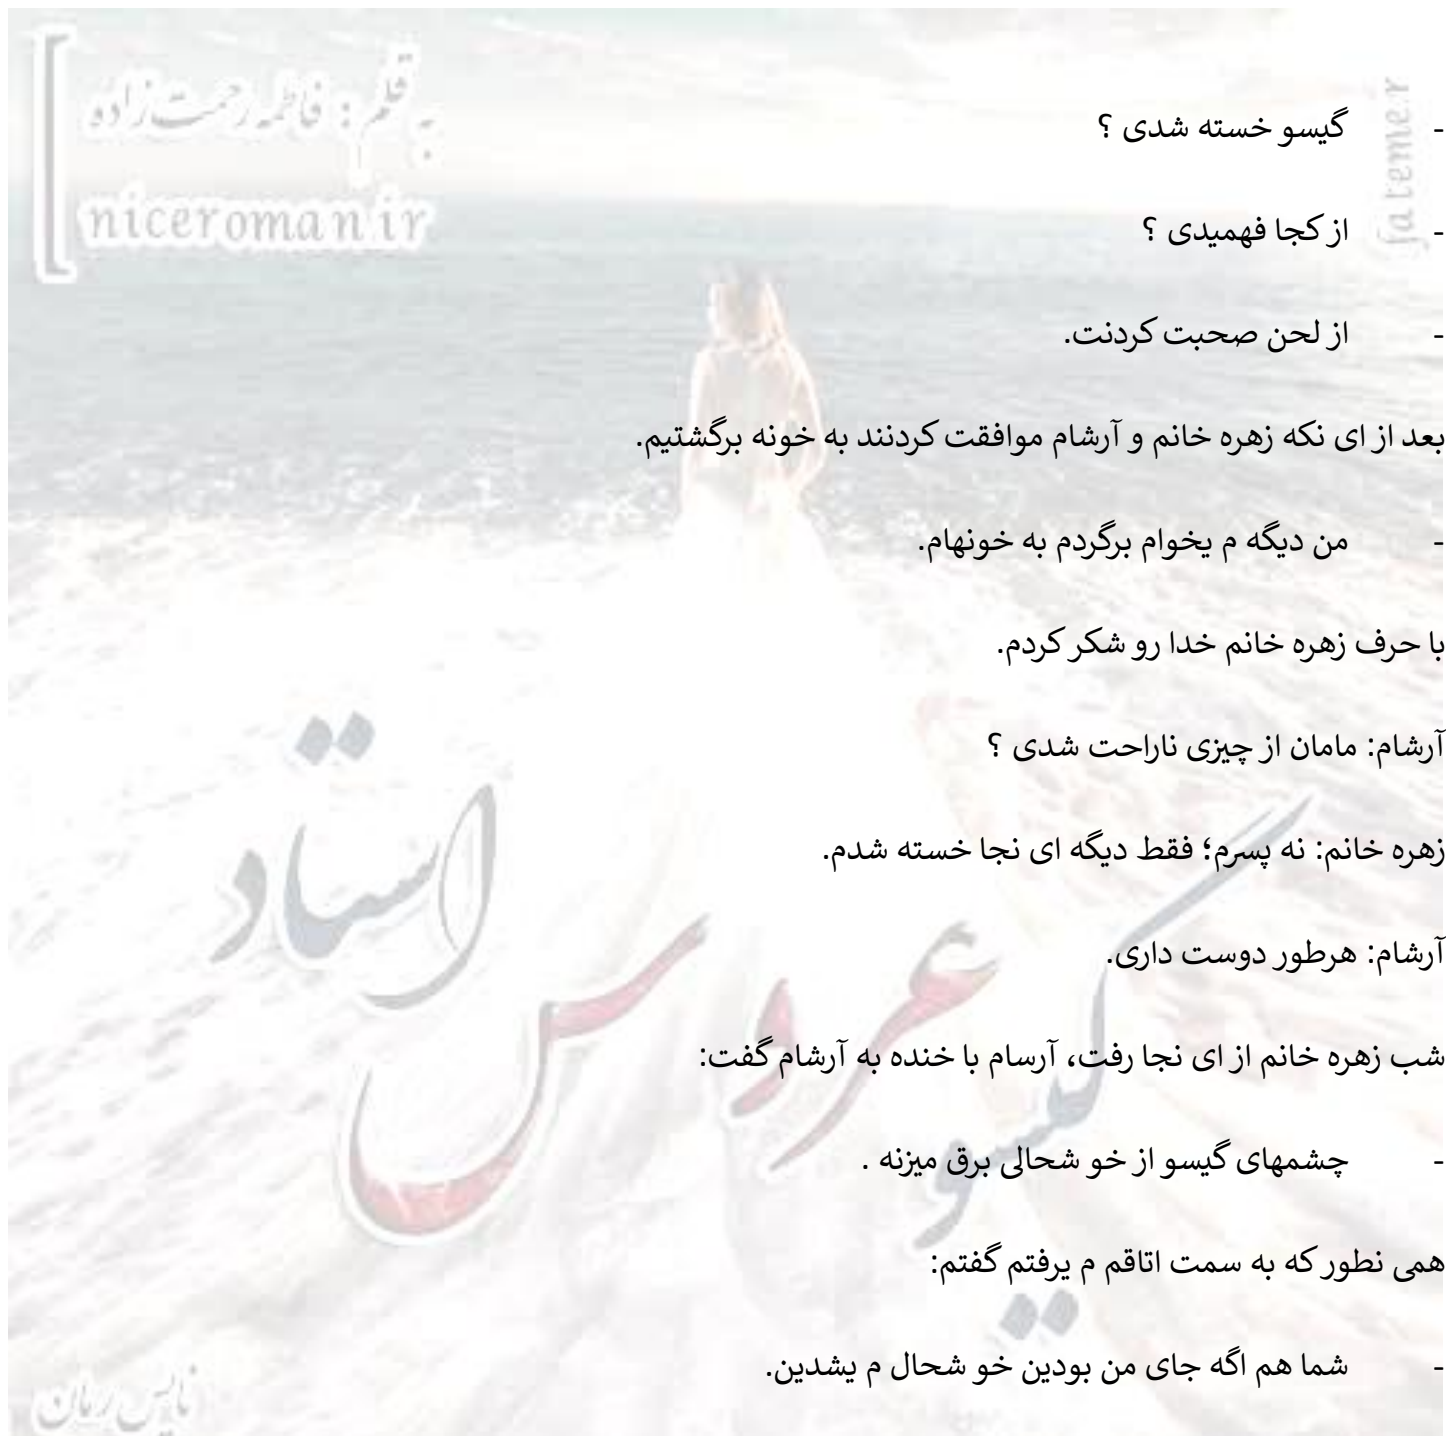 به قلم : فاطمه رحمت زاده
niceroman.ir
fateme.r
- گیسو خسته شدی ؟
- از کجا فهمیدی ؟
- از لحن صحبت کردنت.
بعد از ای نکه زهره خانم و آرشام موافقت کردنند به خونه برگشتیم.
- من دیگه م یخوام برگردم به خونهام.
با حرف زهره خانم خدا رو شکر کردم.
آرشام: مامان از چیزی ناراحت شدی ؟
زهره خانم: نه پسرم؛ فقط دیگه ای نجا خسته شدم.
آرشام: هرطور دوست داری.
شب زهره خانم از ای نجا رفت، آرسام با خنده به آرشام گفت:
- چشمهای گیسو از خو شحالی برق میزنه .
همی نطور که به سمت اتاقم م یرفتم گفتم:
- شما هم اگه جای من بودین خو شحال م یشدین.
گیسو عروس استاد
نایس رمان